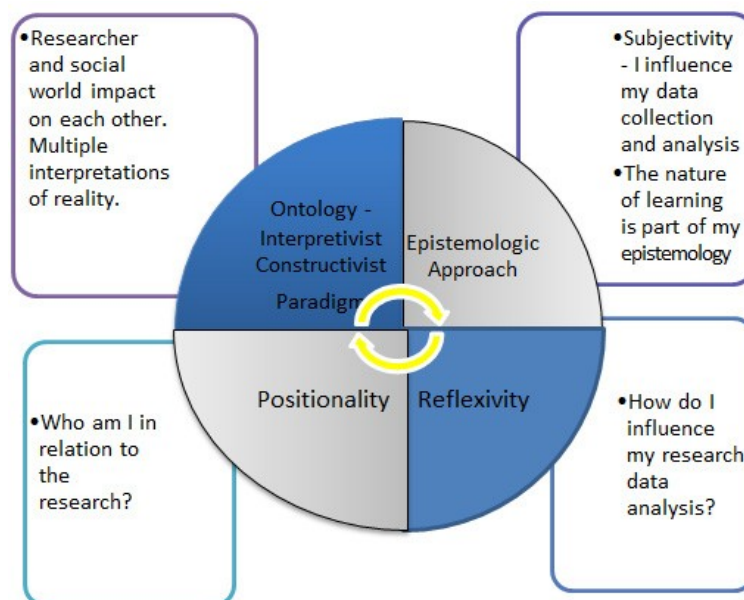 •Researcher
and social
world impact
on each other.
Multiple
interpretations
of reality.
•Subjectivity
- I influence
my data
collection
and analysis
•The nature
of learning
is part of my
epistemology
Ontology -
Interpretivist
Constructivist
Paradigm
Epistemologic
Approach
Positionality
Reflexivity
•Who am I in
relation to
the
research?
•How do I
influence
my research
data
analysis?